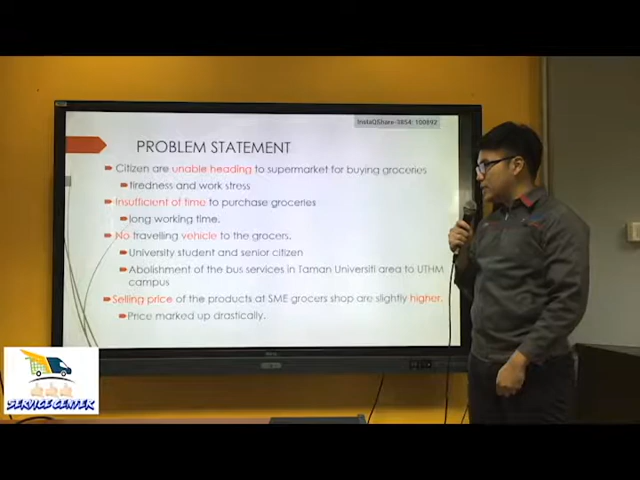 InstaQShare-3854: 100892
PROBLEM STATEMENT
Citizen are unable heading to supermarket for buying groceries
tiredness and work stress
Insufficient of time to purchase groceries
long working time.
No travelling vehicle to the grocers.
University student and senior citizen
Abolishment of the bus services in Taman Universiti area to UTHM
campus
Selling price of the products at SME grocers shop are slightly higher.
Price marked up drastically.
SERVICE CENTER